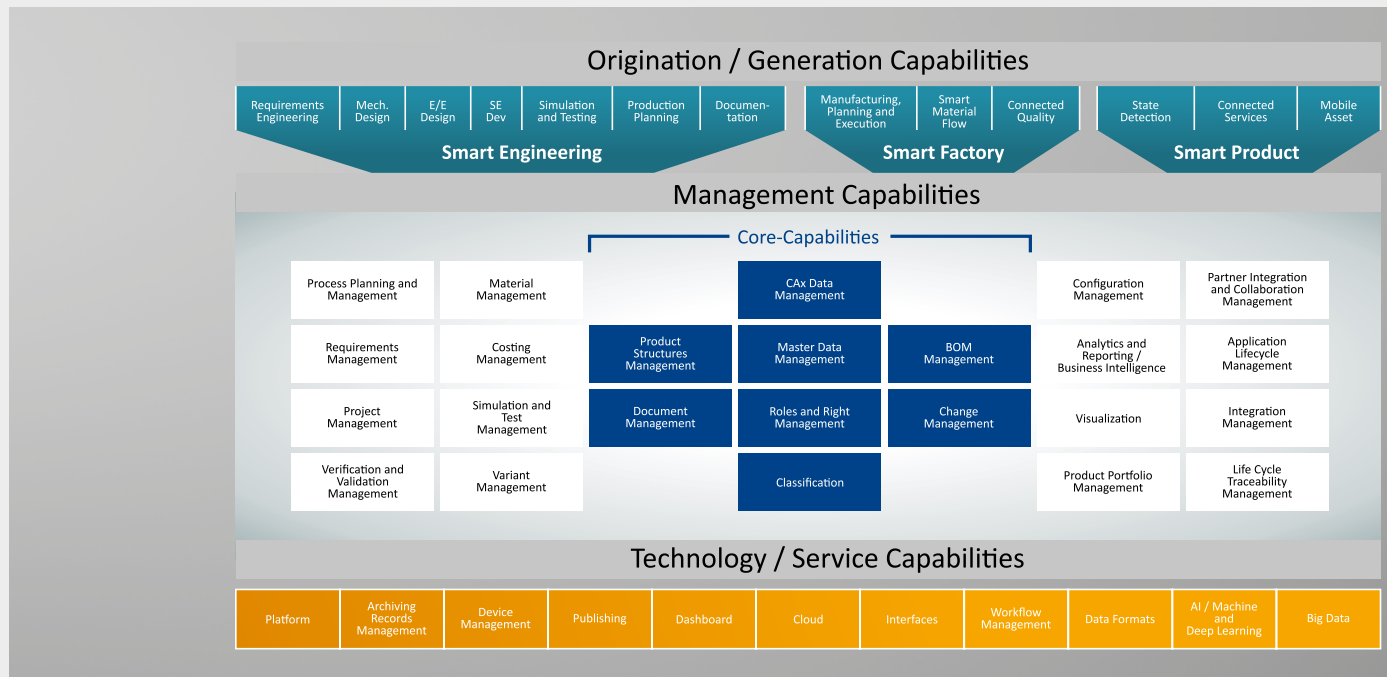 Origination / Generation Capabilities
Requirements
Engineering
Mech.
Design
E/E
Design
SE
Dev
Simulation
and Testing
Production
Planning
Documen-
tation
Smart Engineering
Manufacturing,
Planning and
Execution
Smart
Material
Flow
Connected
Quality
Smart Factory
State
Detection
Connected
Services
Mobile
Asset
Smart Product
Management Capabilities
Core-Capabilities
Process Planning and
Management
Material
Management
CAx Data
Management
Configuration
Management
Partner Integration
and Collaboration
Management
Requirements
Management
Costing
Management
Product
Structures
Management
Master Data
Management
BOM
Management
Analytics and
Reporting /
Business Intelligence
Application
Lifecycle
Management
Project
Management
Simulation and
Test
Management
Document
Management
Roles and Right
Management
Change
Management
Visualization
Integration
Management
Verification and
Validation
Management
Variant
Management
Classification
Product Portfolio
Management
Life Cycle
Traceability
Management
Technology / Service Capabilities
Platform
Archiving
Records
Management
Device
Management
Publishing
Dashboard
Cloud
Interfaces
Workflow
Management
Data Formats
AI / Machine
and
Deep Learning
Big Data